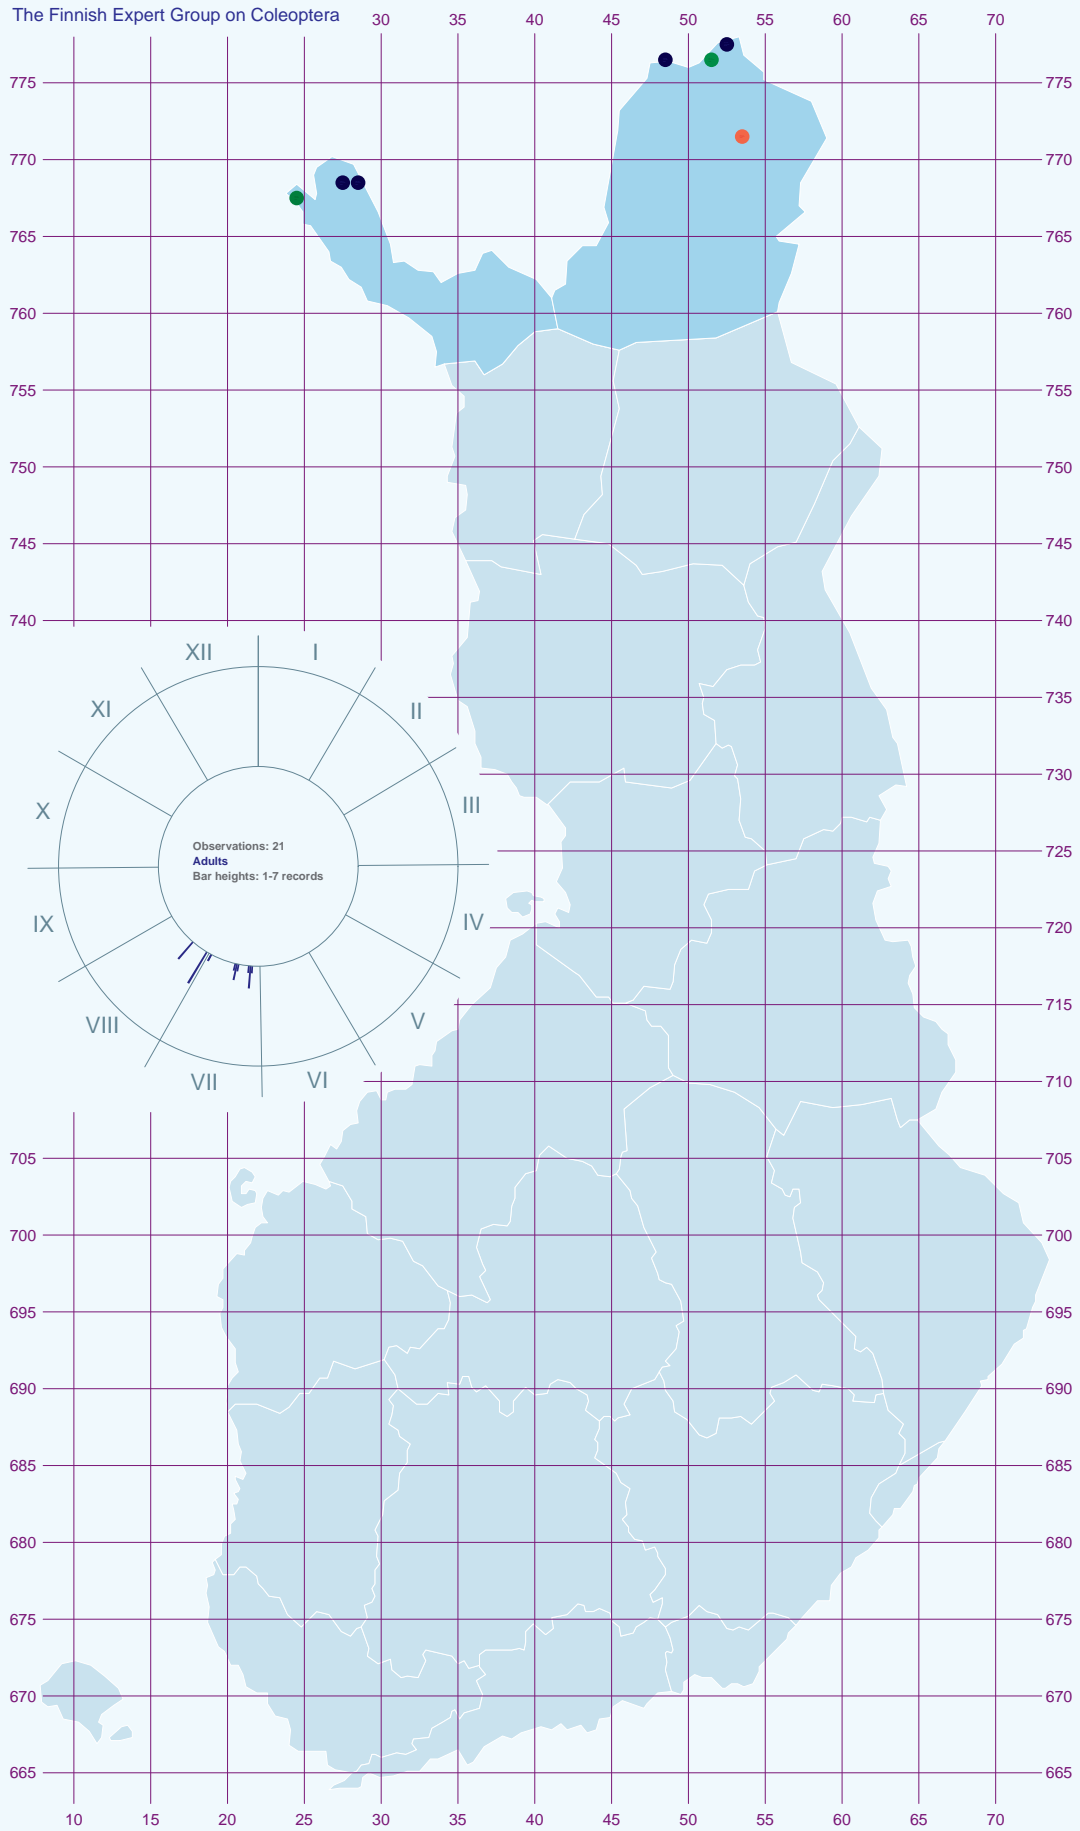 The Finnish Expert Group on Coleoptera
30 35 40 45 50 55 60 65 70
775 775
770 770
765 765
760 760
755 755
750 750
745 745
740 740
XII I
XI II
735
730
X III
725
Observations: 21
Adults
Bar heights: 1-7 records
IX IV
720
715
VIII V
VII VI
710
705 705
700 700
695 695
690 690
685 685
680 680
675 675
670 670
665 665
10 15 20 25 30 35 40 45 50 55 60 65 70